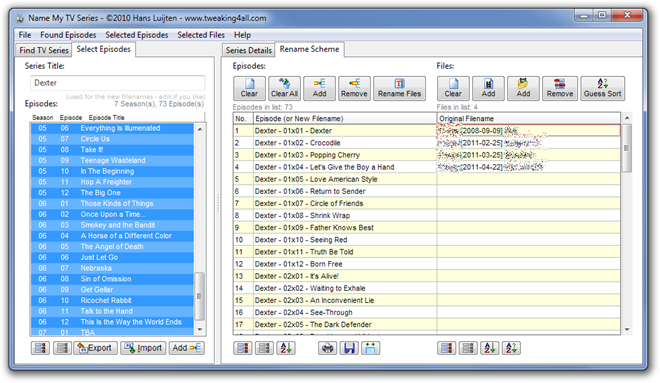 Name My TV Series - ©2010 Hans Luijten - www.tweaking4all.com
File Found Episodes Selected Episodes Selected Files Help
Find TV Series Select Episodes
Series Title:
Dexter
(used for the new filenames - edit if you like)
Episodes: 7 Season(s), 73 Episode(s)
Season Episode Episode Title
05 06 Everything Is Illumenated
05 07 Circle Us
05 08 Take It!
05 09 Teenage Wasteland
05 10 In The Beginning
05 11 Hop A Freighter
05 12 The Big One
06 01 Those Kinds of Things
06 02 Once Upon a Time...
06 03 Smokey and the Bandit
06 04 A Horse of a Different Color
06 05 The Angel of Death
06 06 Just Let Go
06 07 Nebraska
06 08 Sin of Omission
06 09 Get Gellar
06 10 Ricochet Rabbit
06 11 Talk to the Hand
06 12 This Is the Way the World Ends
07 01 TBA
Export Import Add
Series Details Rename Scheme
Episodes: Files:
Clear Clear All Add Remove Rename Files Clear Add Add Remove Guess Sort
Episodes in list: 73 Files in list: 4
No. Episode (or New Filename) Original Filename
1 Dexter - 01x01 - Dexter [2008-09-09]
2 Dexter - 01x02 - Crocodile [2011-02-25]
3 Dexter - 01x03 - Popping Cherry [2011-03-25]
4 Dexter - 01x04 - Let's Give the Boy a Hand [2011-04-22]
5 Dexter - 01x05 - Love American Style
6 Dexter - 01x06 - Return to Sender
7 Dexter - 01x07 - Circle of Friends
8 Dexter - 01x08 - Shrink Wrap
9 Dexter - 01x09 - Father Knows Best
10 Dexter - 01x10 - Seeing Red
11 Dexter - 01x11 - Truth Be Told
12 Dexter - 01x12 - Born Free
13 Dexter - 02x01 - It's Alive!
14 Dexter - 02x02 - Waiting to Exhale
15 Dexter - 02x03 - An Inconvenient Lie
16 Dexter - 02x04 - See-Through
17 Dexter - 02x05 - The Dark Defender